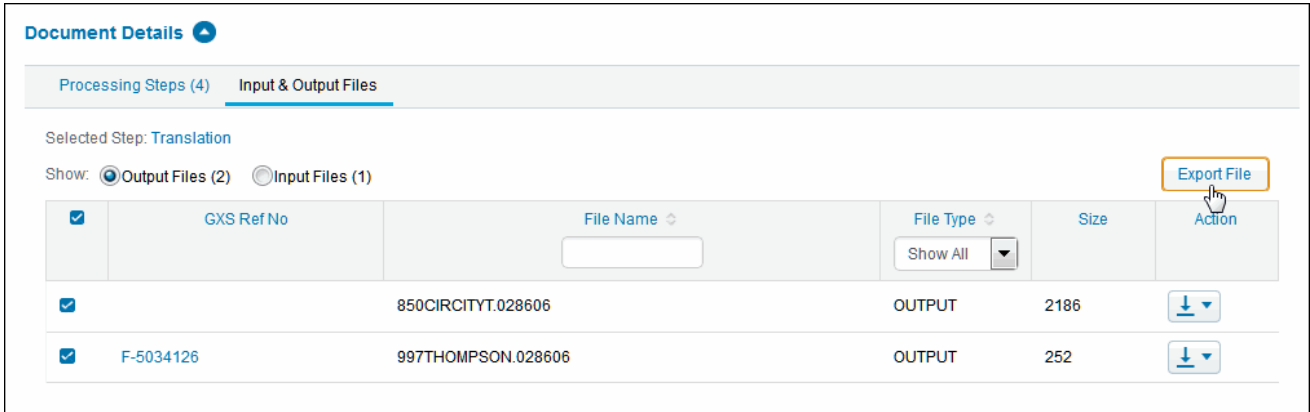 Document Details
Processing Steps (4) Input & Output Files
Selected Step: Translation
Show: Output Files (2) Input Files (1)
Export File
GXS Ref No File Name File Type Size Action
Show All
850CIRCITYT.028606 OUTPUT 2186
F-5034126 997THOMPSON.028606 OUTPUT 252